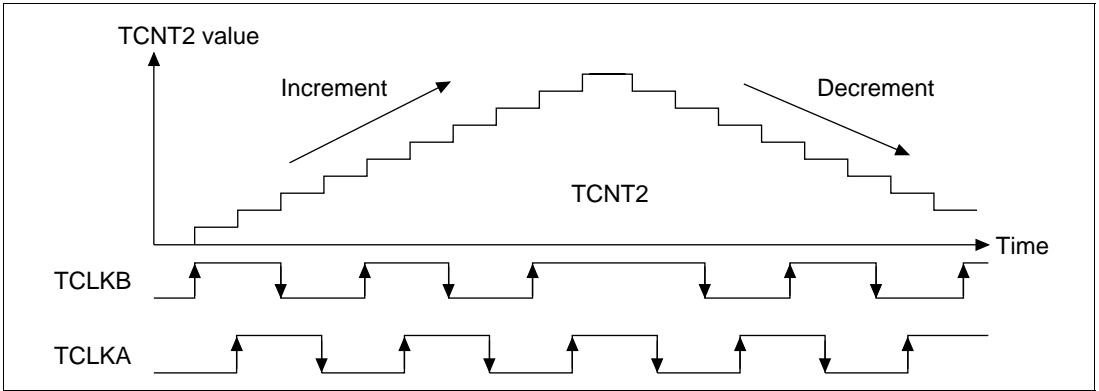 TCNT2 value
Increment
Decrement
TCNT2
Time
TCLKB
TCLKA